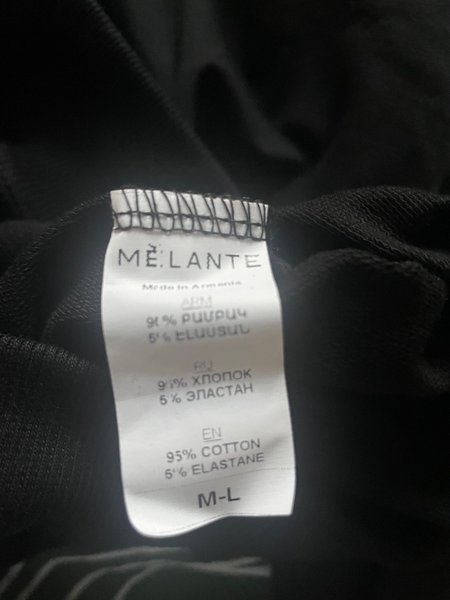 MĖLANTE
Made in Armenia
ARM
95% ԲԱՄԲԱԿ
5% ԷԼԱՍՏԱՆ
RU
95% ХЛОПОК
5% ЭЛАСТАН
EN
95% COTTON
5% ELASTANE
M-L